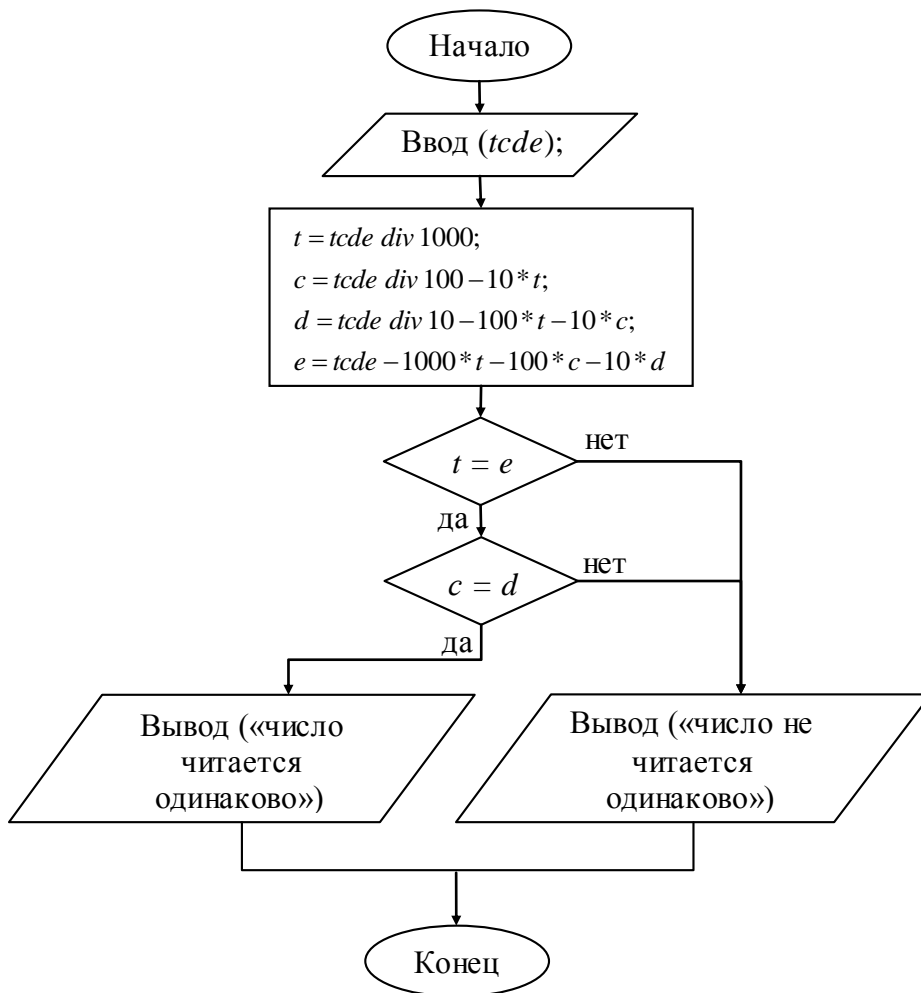 Начало
Ввод (tcde);
t = tcde div 1000;
c = tcde div 100 – 10 * t;
d = tcde div 10 – 100 * t – 10 * c;
e = tcde – 1000 * t – 100 * c – 10 * d
t = e
нет
да
c = d
нет
да
Вывод («число
читается
одинаково»)
Вывод («число не
читается
одинаково»)
Конец